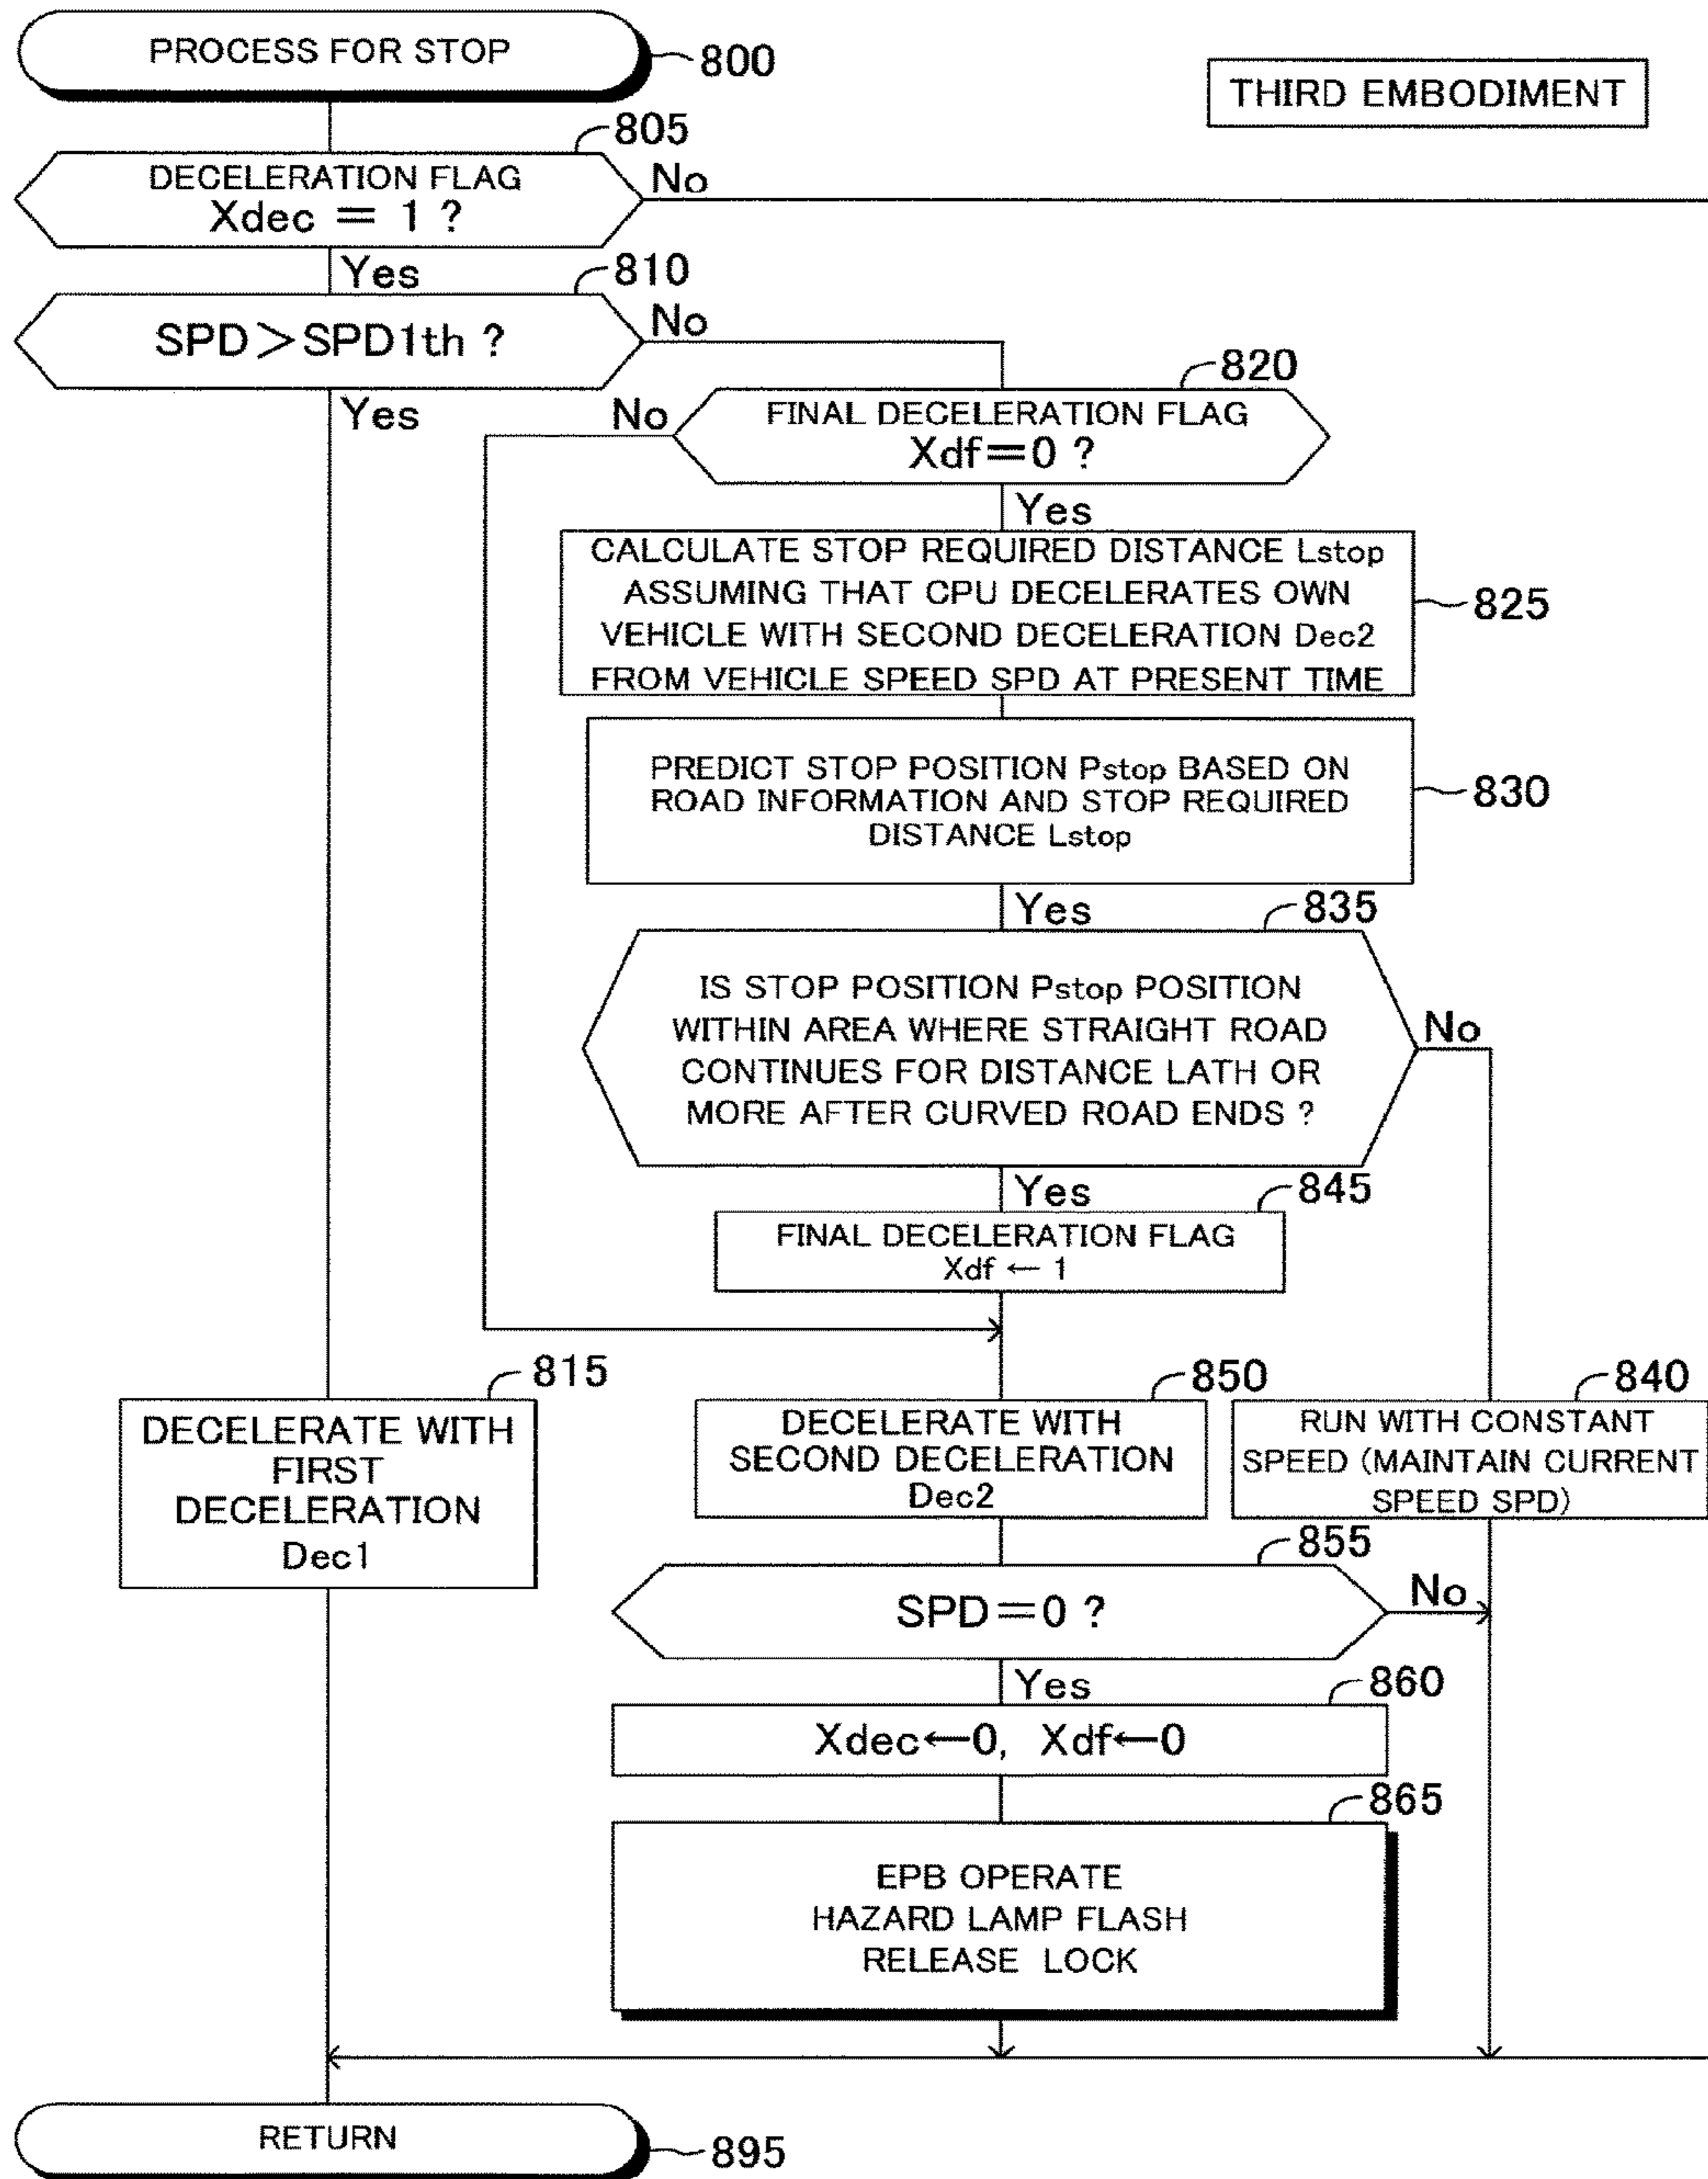 PROCESS FOR STOP
800
THIRD EMBODIMENT
805
DECELERATION FLAG
Xdec = 1 ?
No
Yes
810
SPD > SPD1th ?
No
Yes
820
FINAL DECELERATION FLAG
Xdf=0 ?
No
Yes
CALCULATE STOP REQUIRED DISTANCE Lstop
ASSUMING THAT CPU DECELERATES OWN
VEHICLE WITH SECOND DECELERATION Dec2
FROM VEHICLE SPEED SPD AT PRESENT TIME
825
PREDICT STOP POSITION Pstop BASED ON
ROAD INFORMATION AND STOP REQUIRED
DISTANCE Lstop
830
Yes
835
IS STOP POSITION Pstop POSITION
WITHIN AREA WHERE STRAIGHT ROAD
CONTINUES FOR DISTANCE LATH OR
MORE AFTER CURVED ROAD ENDS ?
No
Yes
845
FINAL DECELERATION FLAG
Xdf ← 1
815
DECELERATE WITH
FIRST
DECELERATION
Dec1
850
DECELERATE WITH
SECOND DECELERATION
Dec2
840
RUN WITH CONSTANT
SPEED (MAINTAIN CURRENT
SPEED SPD)
855
SPD=0 ?
No
Yes
860
Xdec←0, Xdf←0
865
EPB OPERATE
HAZARD LAMP FLASH
RELEASE LOCK
RETURN
895